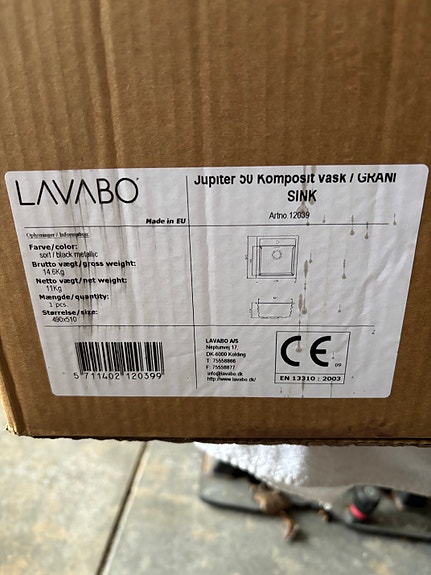 LAVABO
Made in EU
Jupiter 50 Komposit vask / GRANI
SINK
Artno.12039
Oplysninger / Information:
Farve/color:
sort / black metallic
Brutto vægt/gross weight:
14.6Kg
Netto vægt/net weight:
11Kg
Mængde/quantity:
1 pcs.
Størrelse/size:
490x510
5 711402 120399
LAVABO A/S
Neptunvej 17,
DK-6000 Kolding
T: 75558866
F: 75558877
info@lavabo.dk
http://www.lavabo.dk/
CE
09
EN 13310 : 2003